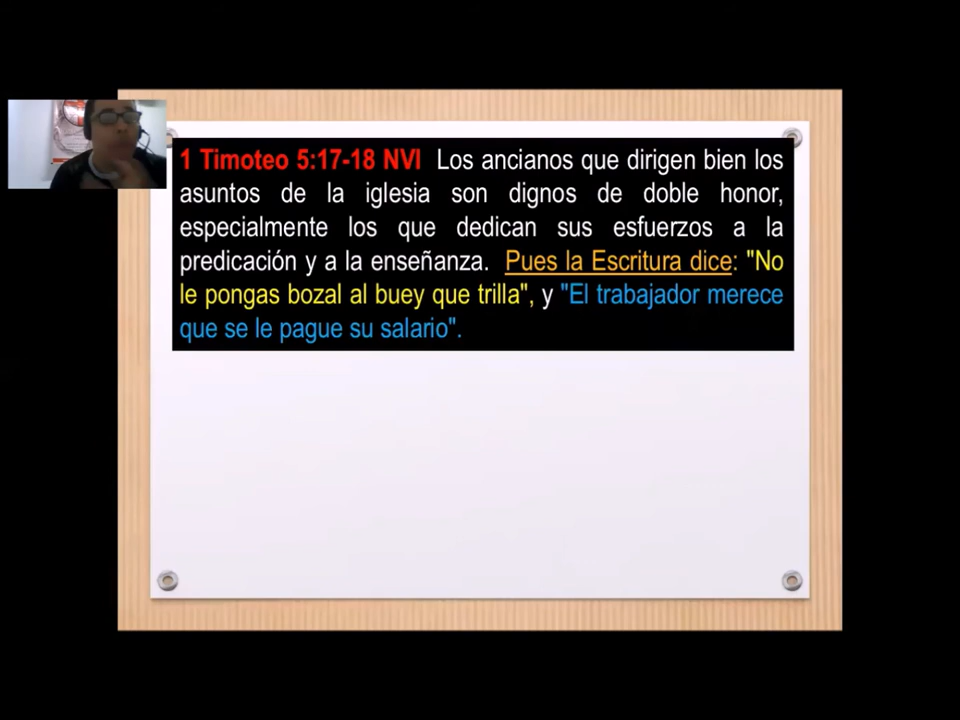 1 Timoteo 5:17-18 NVI Los ancianos que dirigen bien los
asuntos de la iglesia son dignos de doble honor,
especialmente los que dedican sus esfuerzos a la
predicación y a la enseñanza. Pues la Escritura dice: "No
le pongas bozal al buey que trilla", y "El trabajador merece
que se le pague su salario".